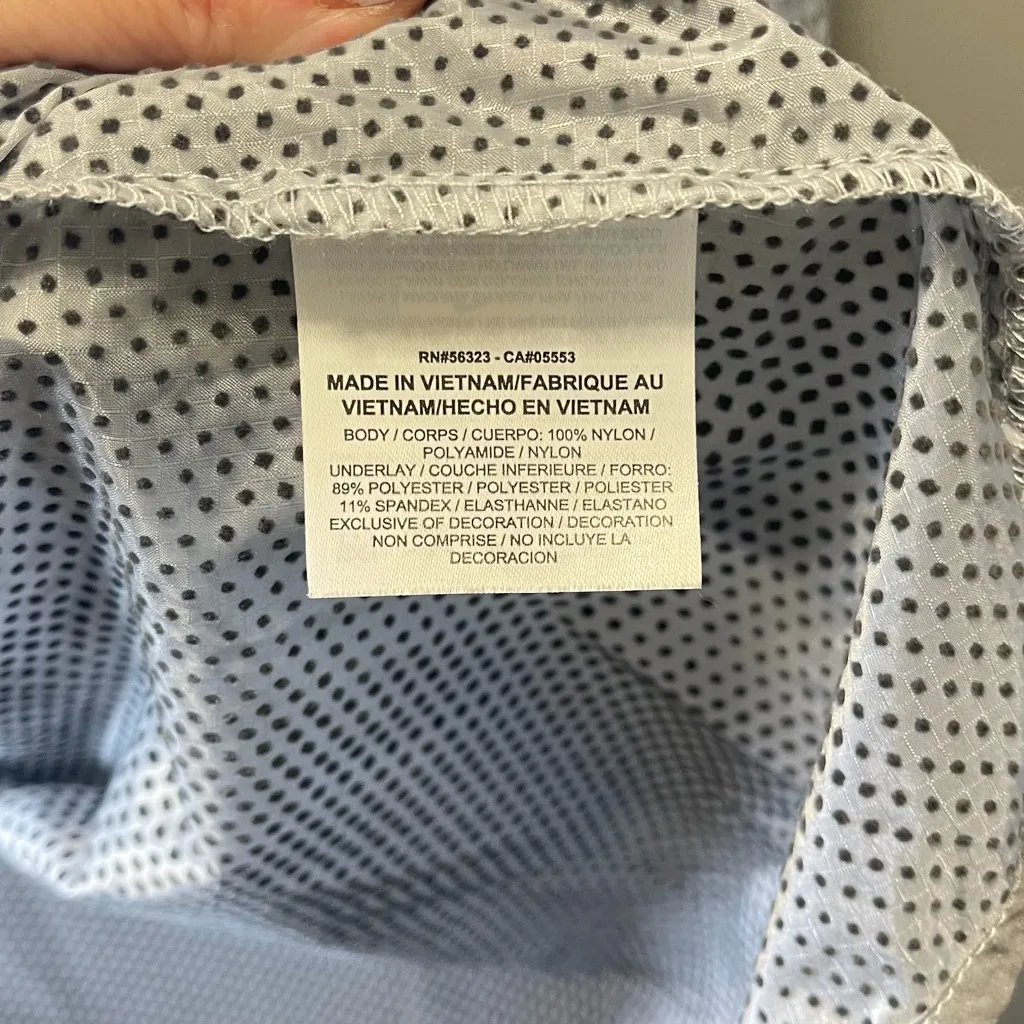 RN#56323 - CA#05553
MADE IN VIETNAM/FABRIQUE AU
VIETNAM/HECHO EN VIETNAM
BODY / CORPS / CUERPO: 100% NYLON /
POLYAMIDE / NYLON
UNDERLAY / COUCHE INFERIEURE / FORRO:
89% POLYESTER / POLYESTER / POLIESTER
11% SPANDEX / ELASTHANNE / ELASTANO
EXCLUSIVE OF DECORATION / DECORATION
NON COMPRISE / NO INCLUYE LA
DECORACION